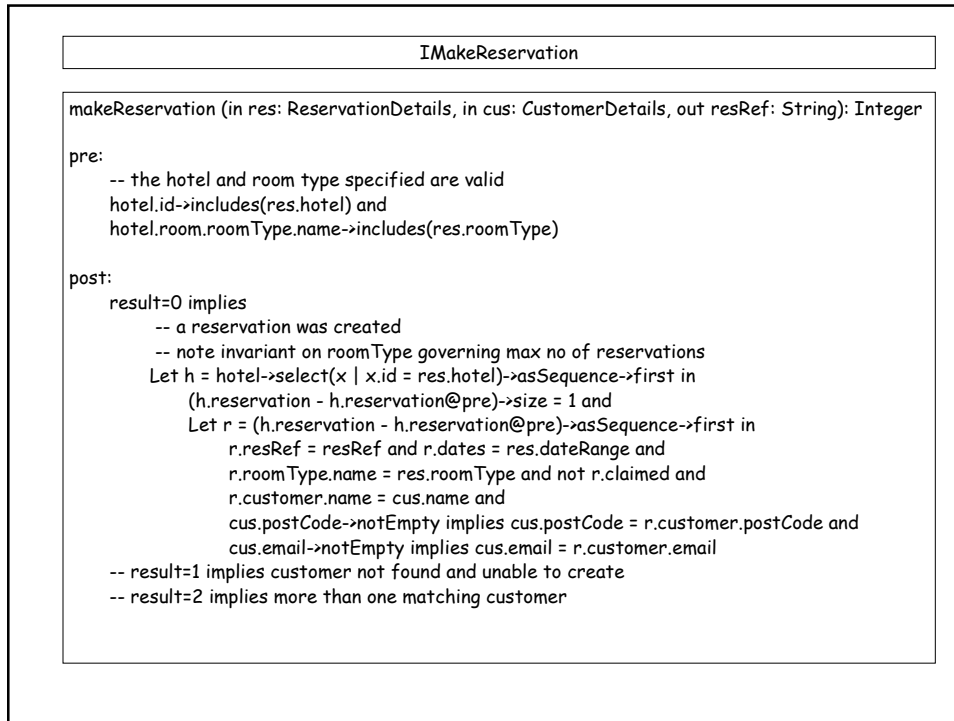 IMakeReservation
makeReservation (in res: ReservationDetails, in cus: CustomerDetails, out resRef: String): Integer
pre:
-- the hotel and room type specified are valid
hotel.id->includes(res.hotel) and
hotel.room.roomType.name->includes(res.roomType)
post:
result=0 implies
-- a reservation was created
-- note invariant on roomType governing max no of reservations
Let h = hotel->select(x | x.id = res.hotel)->asSequence->first in
(h.reservation - h.reservation@pre)->size = 1 and
Let r = (h.reservation - h.reservation@pre)->asSequence->first in
r.resRef = resRef and r.dates = res.dateRange and
r.roomType.name = res.roomType and not r.claimed and
r.customer.name = cus.name and
cus.postCode->notEmpty implies cus.postCode = r.customer.postCode and
cus.email->notEmpty implies cus.email = r.customer.email
-- result=1 implies customer not found and unable to create
-- result=2 implies more than one matching customer